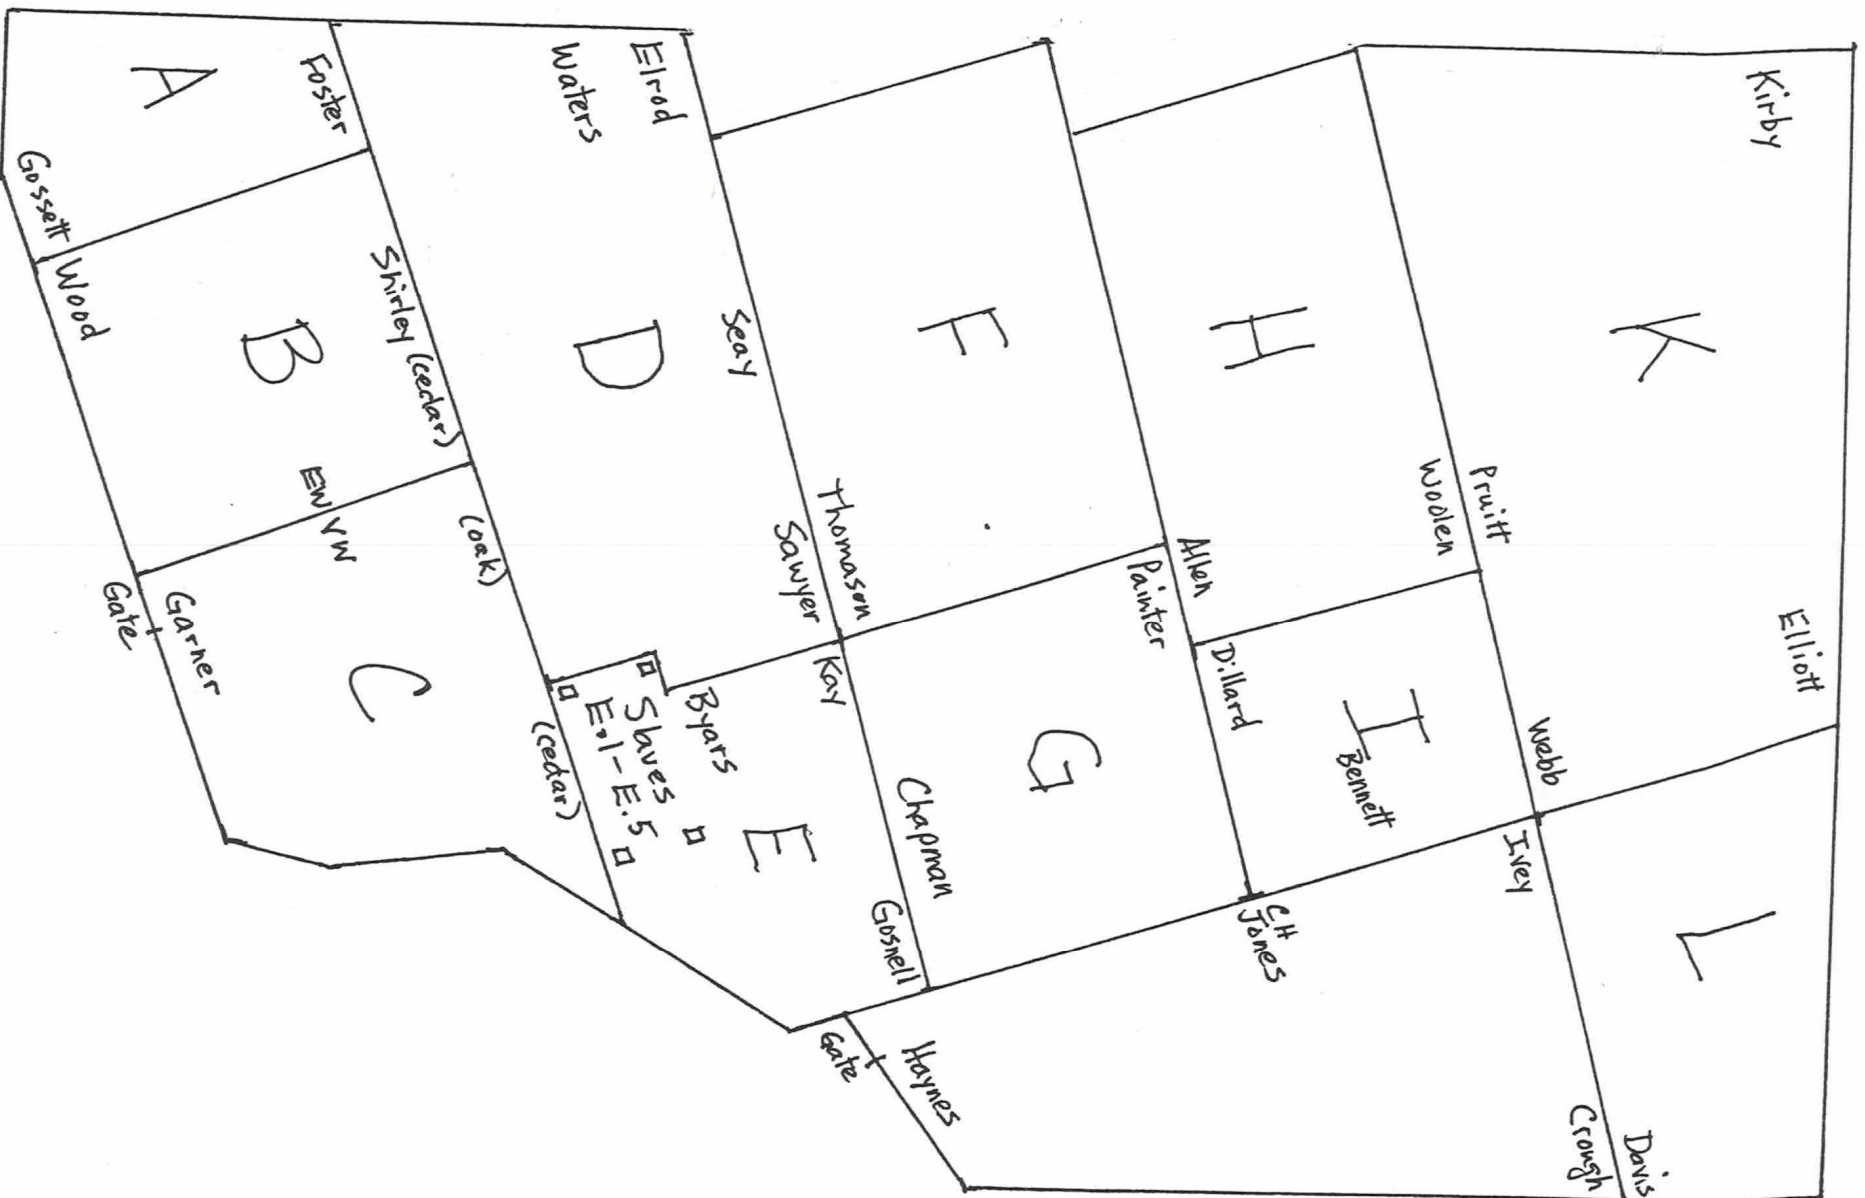 A
Foster
Gossett
Wood
B
Shirley (cedar)
EW VW
(oak)
Gate
Garner
C
(cedar)
Waters
Elrod
D
Seay
Thomason
Sawyer
Kay
Byars
Slaves
E.1-E.5
E
Chapman
Gosnell
Gate
Haynes
F
Allen
Painter
G
Dillard
CH
Jones
H
Woolen
Pruitt
I
Bennett
Webb
Ivey
Kirby
K
Elliott
L
Crough
Davis